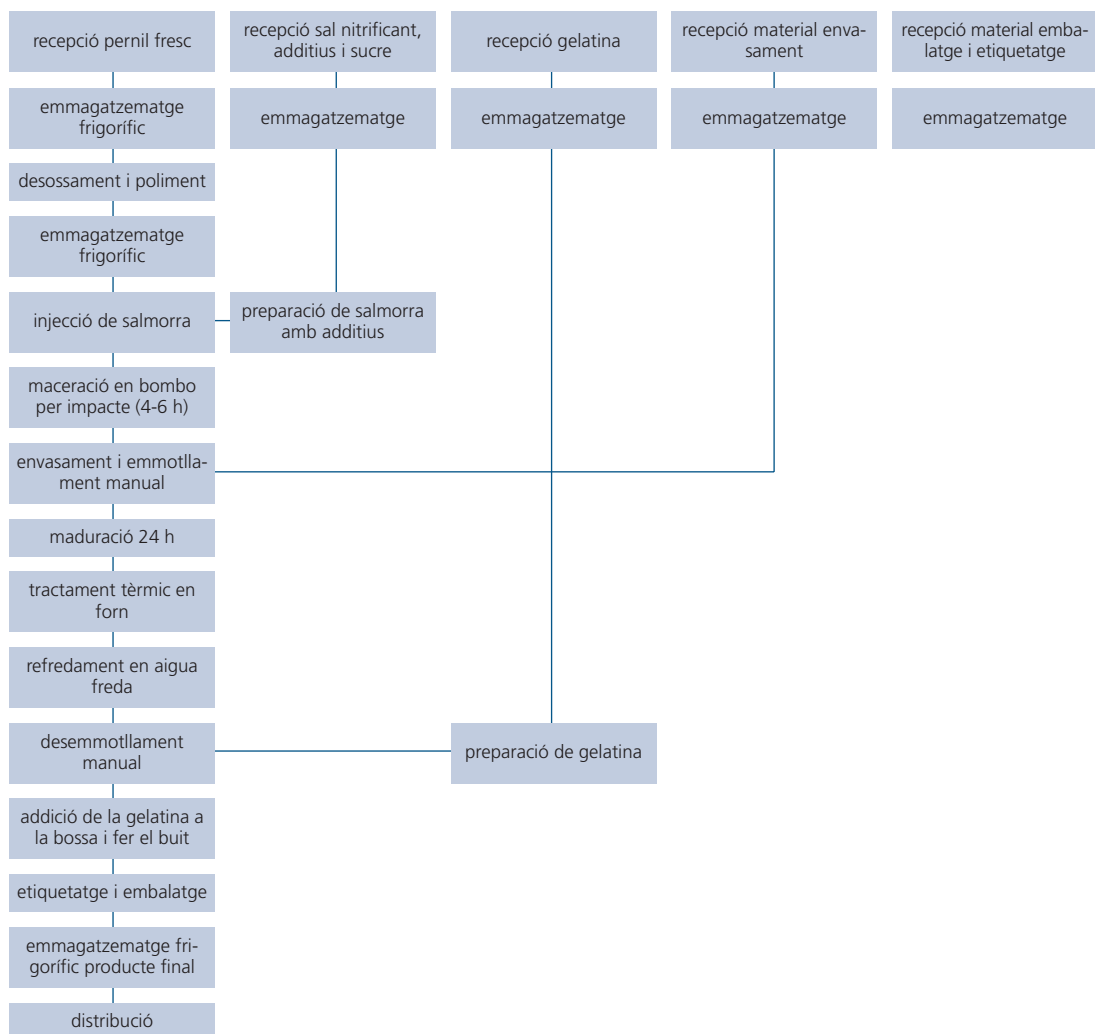 recepció pernil fresc
recepció sal nitrificant,
additius i sucre
recepció gelatina
recepció material enva-
sament
recepció material emba-
latge i etiquetatge
emmagatzematge
frigorífic
emmagatzematge
emmagatzematge
emmagatzematge
emmagatzematge
desossament i poliment
emmagatzematge
frigorífic
injecció de salmorra
preparació de salmorra
amb additius
maceració en bombo
per impacte (4-6 h)
envasament i emmotlla-
ment manual
maduració 24 h
tractament tèrmic en
forn
refredament en aigua
freda
desemmotllament
manual
preparació de gelatina
addició de la gelatina a
la bossa i fer el buit
etiquetatge i embalatge
emmagatzematge fri-
gorífic producte final
distribució